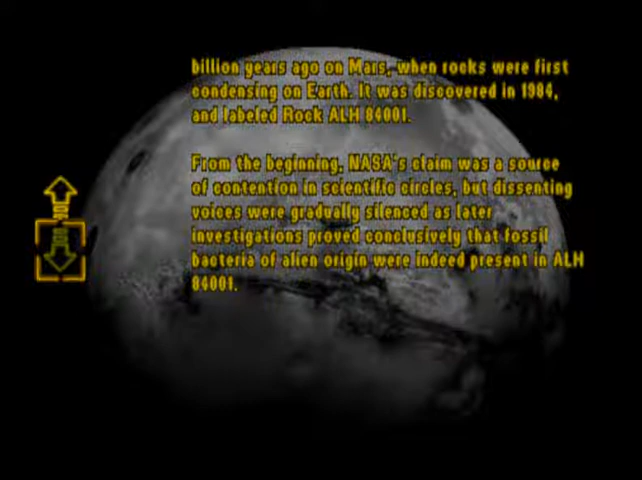 billion years ago on Mars, when rocks were first
condensing on Earth. It was discovered in 1984,
and labeled Rock ALH 84001.
From the beginning, NASA's claim was a source
of contention in scientific circles, but dissenting
voices were gradually silenced as later
investigations proved conclusively that fossil
bacteria of alien origin were indeed present in ALH
84001.